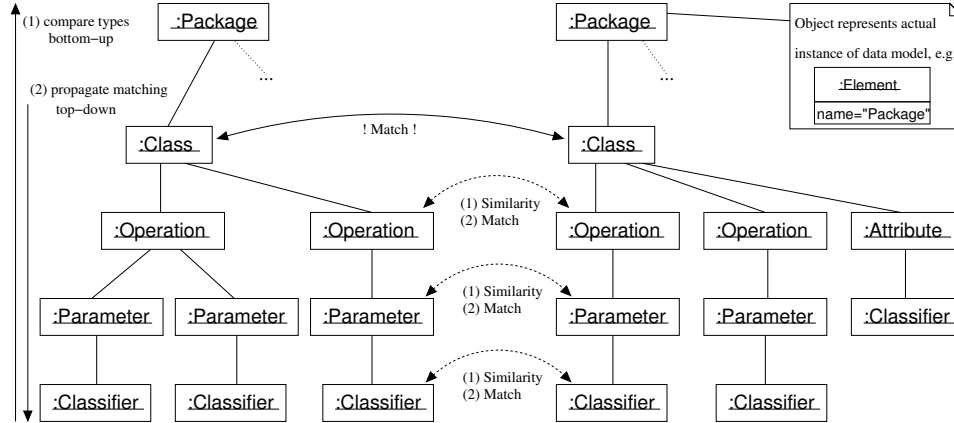 (1) compare types
bottom-up
:Package
...
:Package
...
Object represents actual
instance of data model, e.g.
:Element
name="Package"
(2) propagate matching
top-down
:Class
! Match !
:Class
(1) Similarity
(2) Match
:Operation
:Operation
:Operation
:Operation
:Attribute
(1) Similarity
(2) Match
:Parameter
:Parameter
:Parameter
:Parameter
:Parameter
:Classifier
(1) Similarity
(2) Match
:Classifier
:Classifier
:Classifier
:Classifier
:Classifier